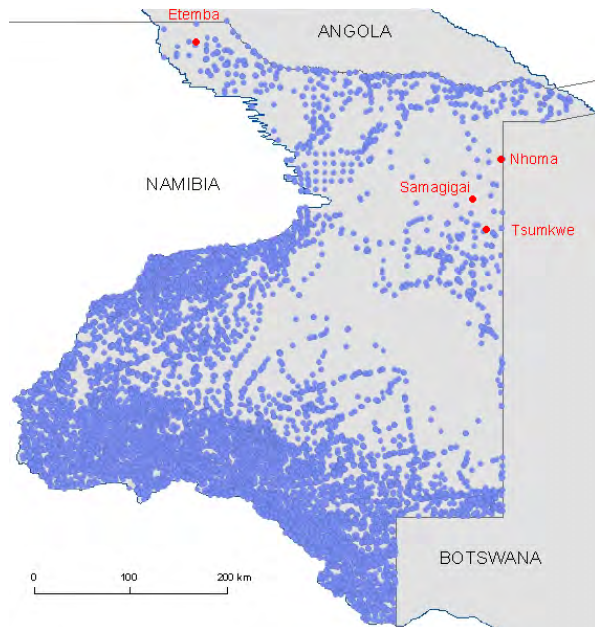 Etemba
ANGOLA
Nhoma
NAMIBIA
Samagigai
Tsumkwe
BOTSWANA
0 100 200 km